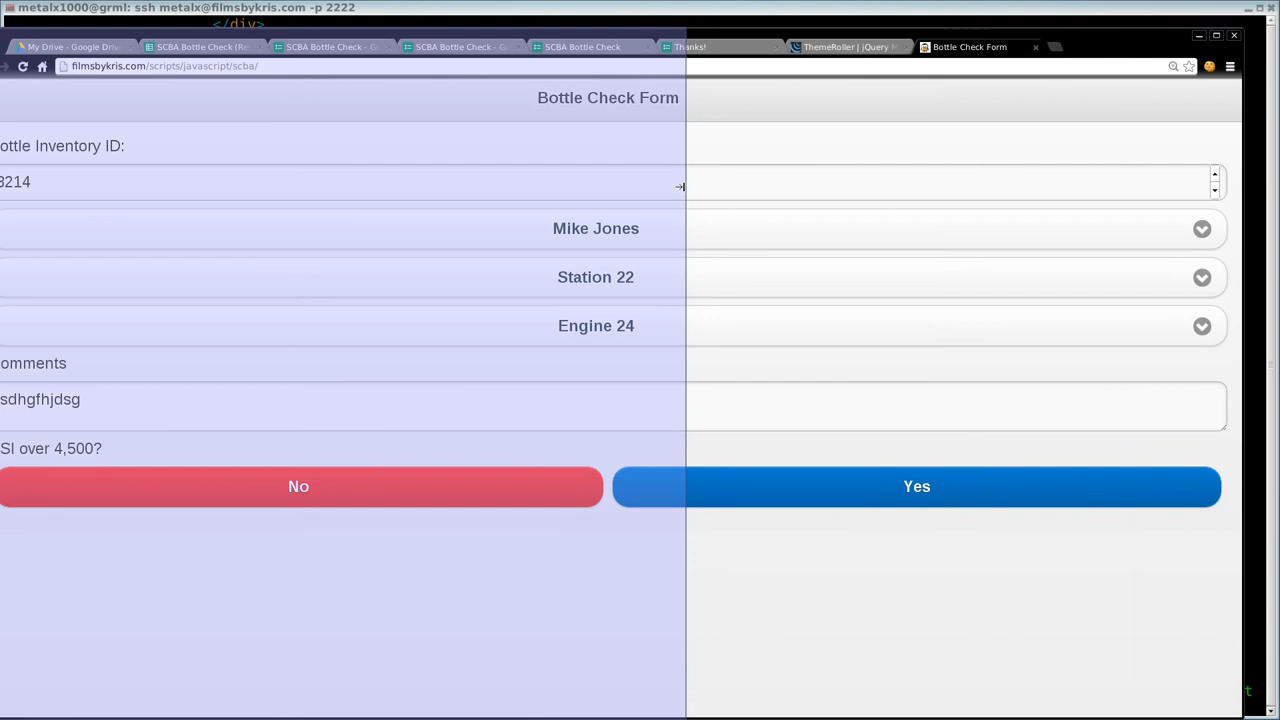 metalx1000@grml: ssh metalx@filmsbykris.com -p 2222
</div>
My Drive - Google Driv
SCBA Bottle Check (Re
SCBA Bottle Check - G
SCBA Bottle Check - G
SCBA Bottle Check
Thanks!
ThemeRoller | jQuery M
Bottle Check Form
filmsbykris.com/scripts/javascript/scba/
Bottle Check Form
ottle Inventory ID:
3214
Mike Jones
Station 22
Engine 24
omments
sdhgfhjdsg
SI over 4,500?
No
Yes
t